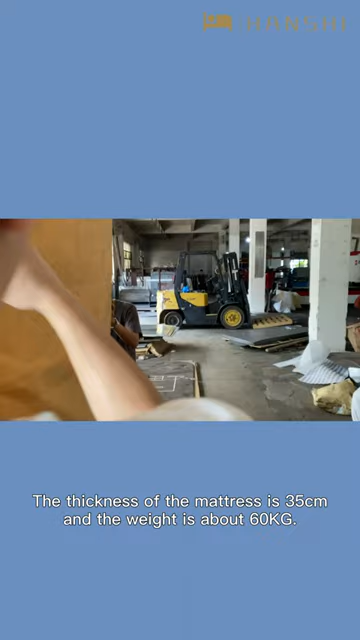 HANSHI
The thickness of the mattress is 35cm
and the weight is about 60KG.